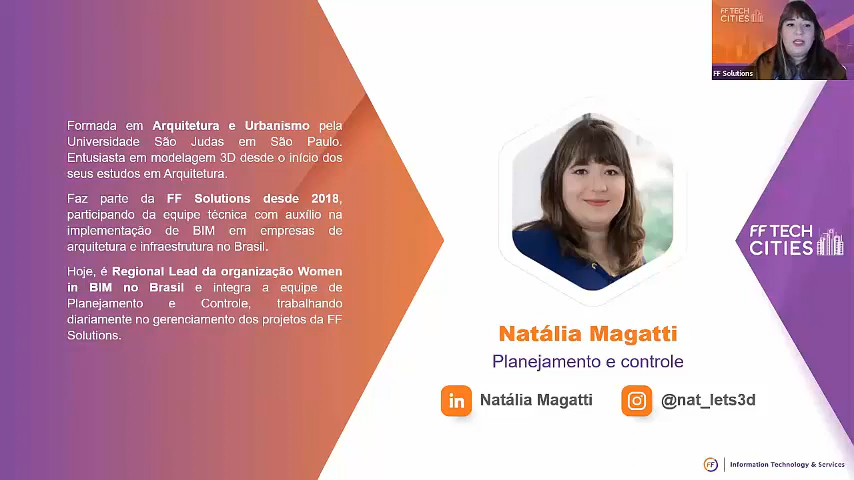 FF TECH
CITIES
FF Solutions
Formada em Arquitetura e Urbanismo pela
Universidade São Judas em São Paulo.
Entusiasta em modelagem 3D desde o início dos
seus estudos em Arquitetura.
Faz parte da FF Solutions desde 2018,
participando da equipe técnica com auxílio na
implementação de BIM em empresas de
arquitetura e infraestrutura no Brasil.
Hoje, é Regional Lead da organização Women
in BIM no Brasil e integra a equipe de
Planejamento e Controle, trabalhando
diariamente no gerenciamento dos projetos da FF
Solutions.
Natália Magatti
Planejamento e controle
in Natália Magatti
@nat_lets3d
FF TECH
CITIES
FF Information Technology & Services